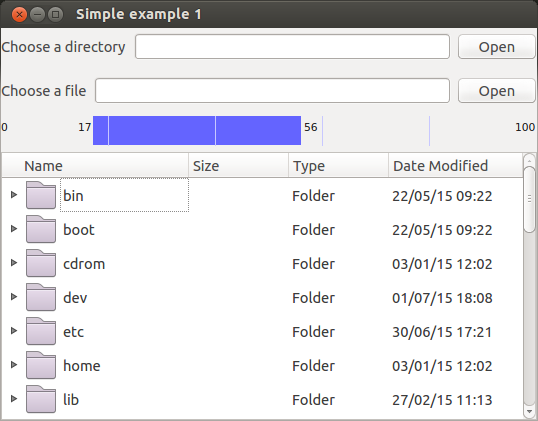 Simple example 1
Choose a directory Open
Choose a file Open
0 17 56 100
Name Size Type Date Modified
bin Folder 22/05/15 09:22
boot Folder 22/05/15 09:22
cdrom Folder 03/01/15 12:02
dev Folder 01/07/15 18:08
etc Folder 30/06/15 17:21
home Folder 03/01/15 12:02
lib Folder 27/02/15 11:13